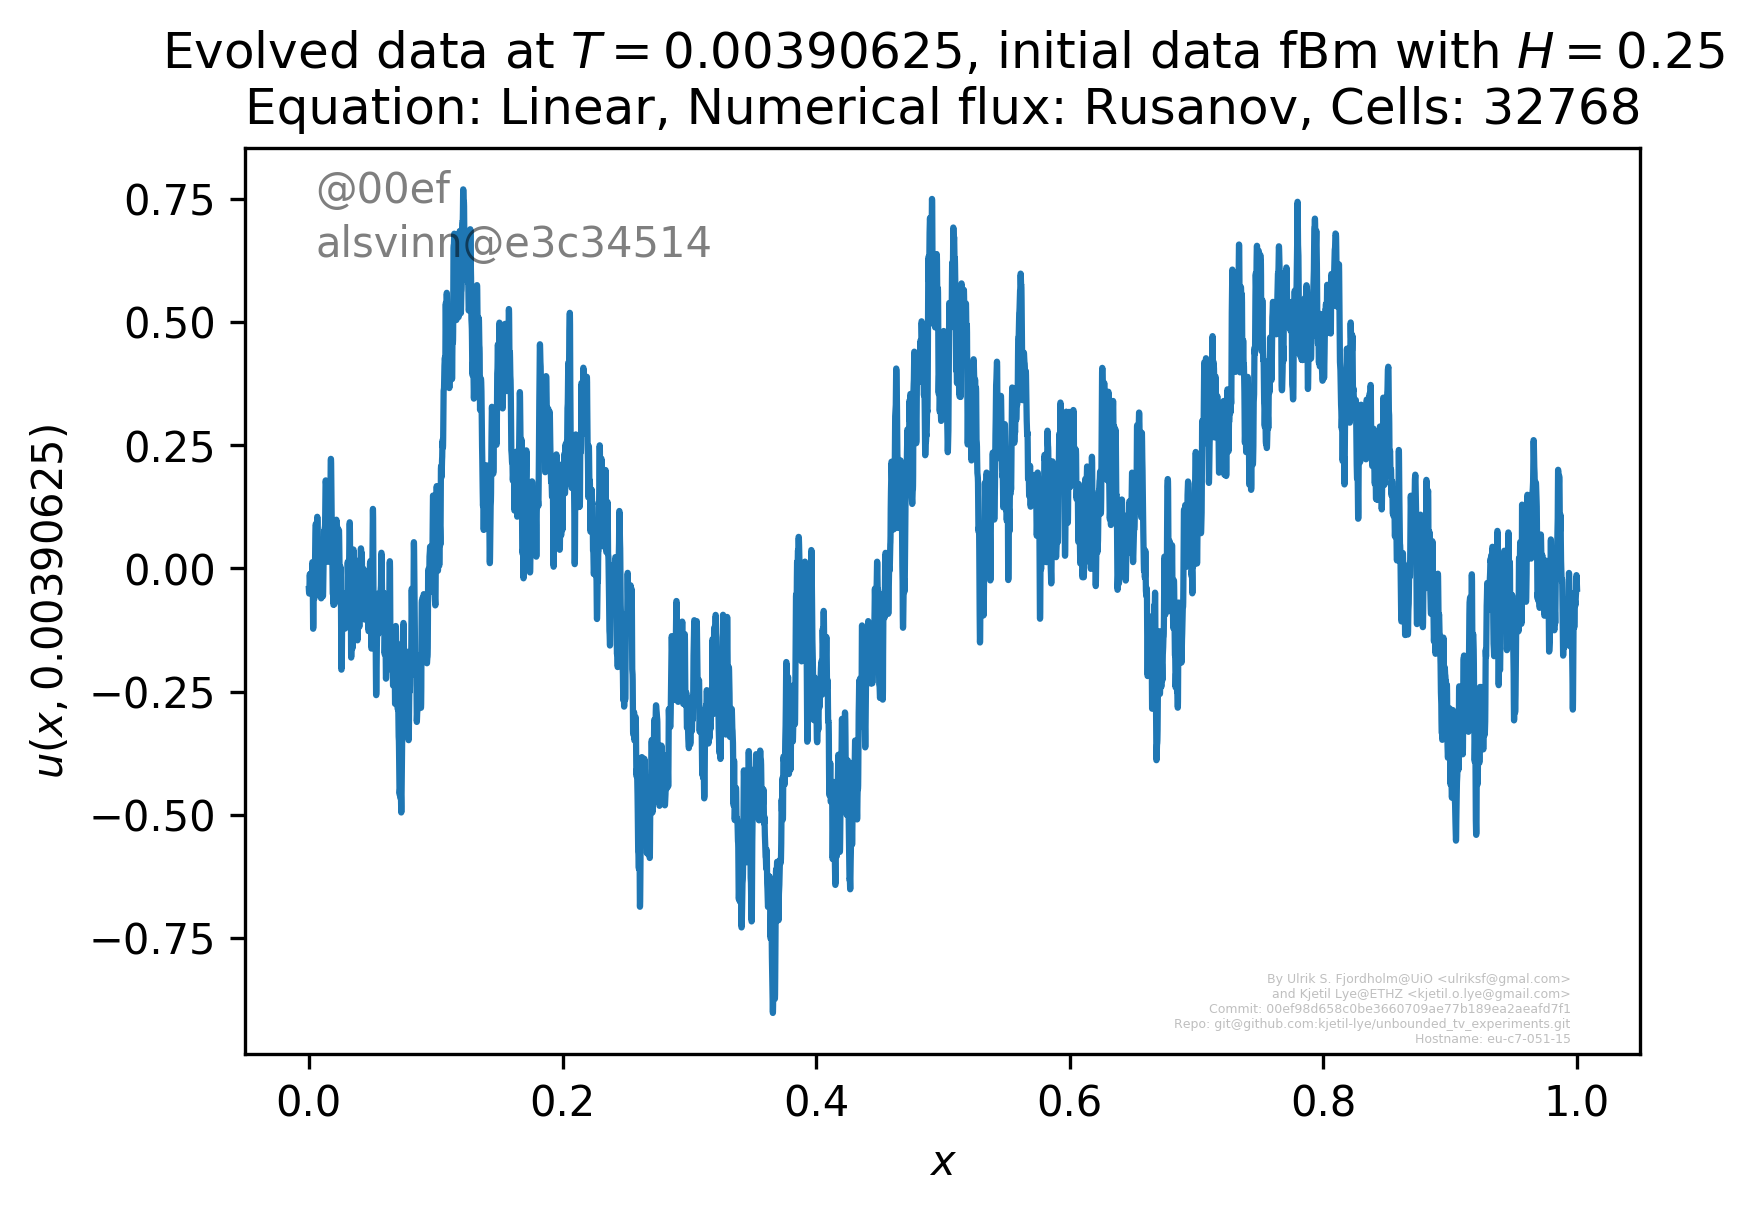 Evolved data at T = 0.00390625, initial data fBm with H = 0.25
Equation: Linear, Numerical flux: Rusanov, Cells: 32768
@00ef
alsvinn@e3c34514
0.75
0.50
0.25
0.00
−0.25
−0.50
−0.75
u(x, 0.00390625)
By Ulrik S. Fjordholm@UiO <ulriksf@gmal.com>
and Kjetil Lye@ETHZ <kjetil.o.lye@gmail.com>
Commit: 00ef98d658c0be3660709ae77b189ea2aeafd7f1
Repo: git@github.com:kjetil-lye/unbounded_tv_experiments.git
Hostname: eu-c7-051-15
0.0 0.2 0.4 0.6 0.8 1.0
x